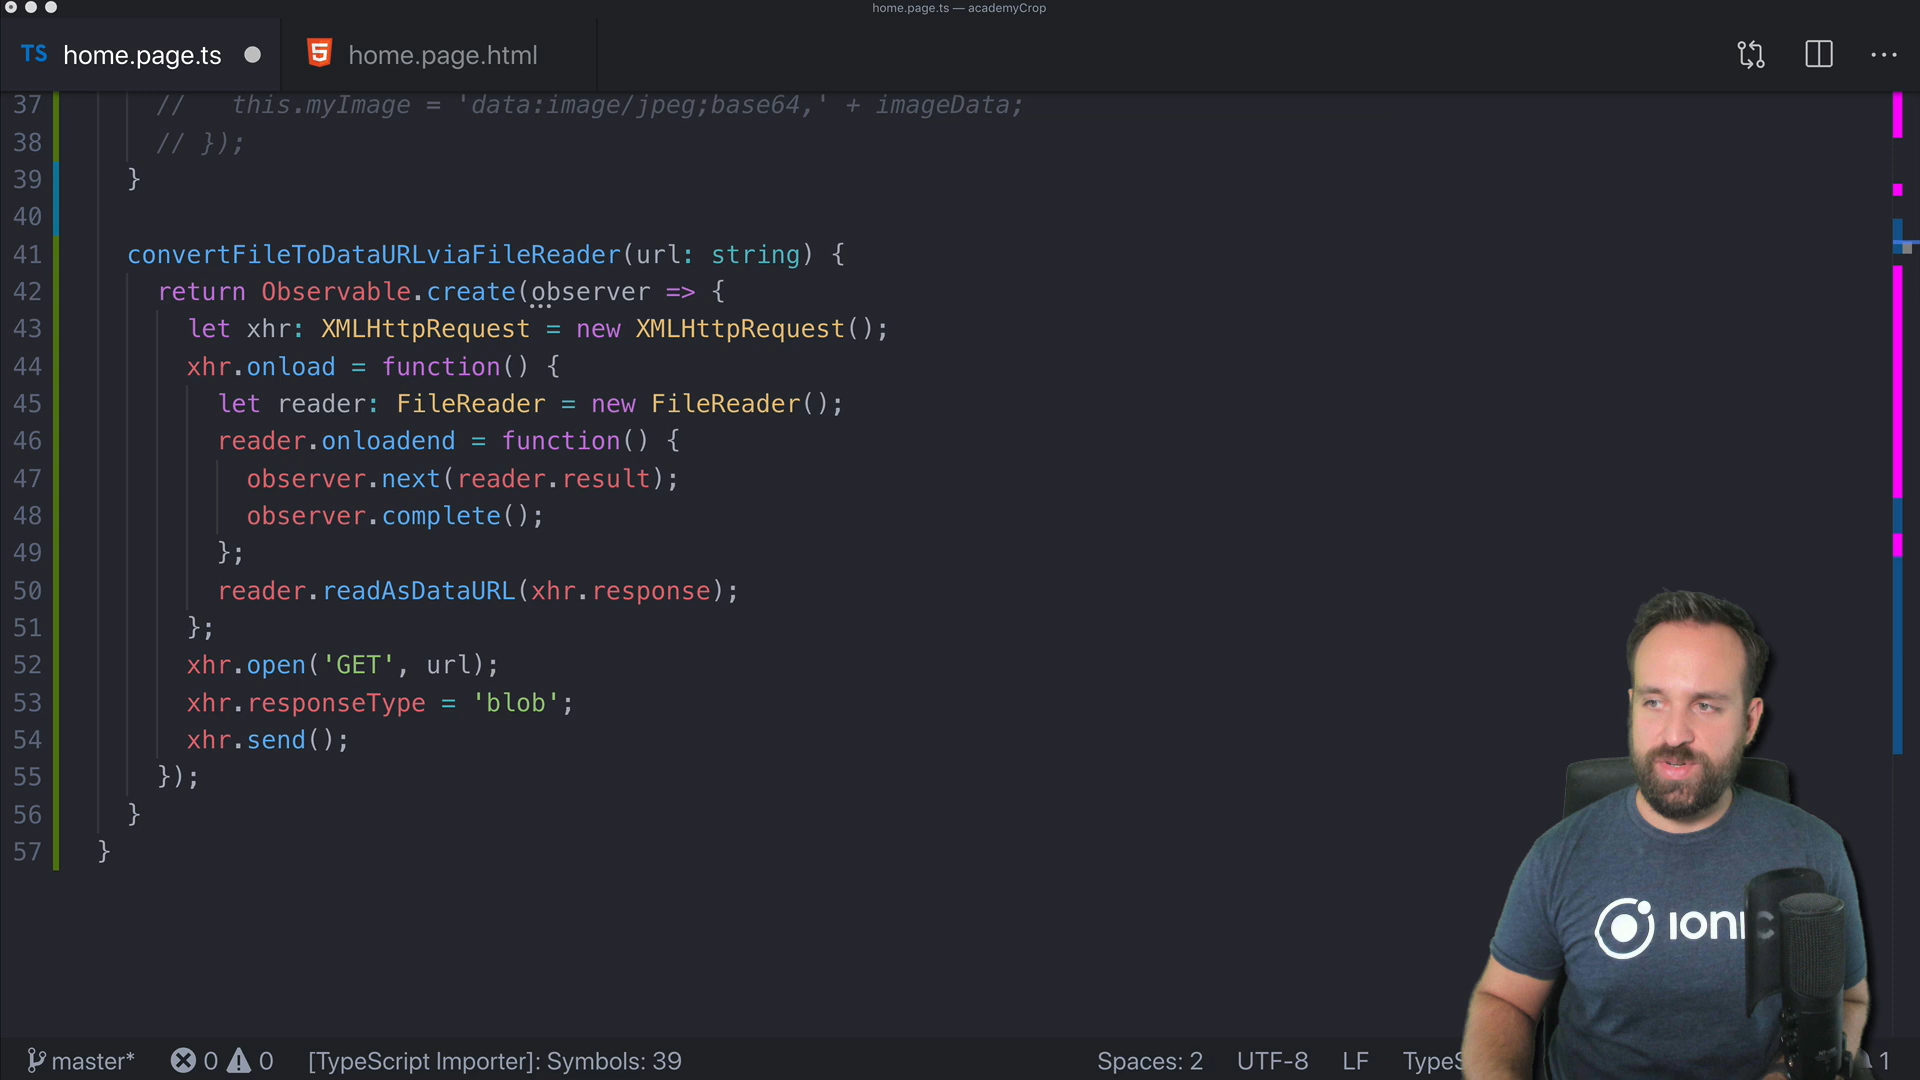 home.page.ts — academyCrop
TS home.page.ts
5 home.page.html
37 //   this.myImage = 'data:image/jpeg;base64,' + imageData;
38 // });
39 }
40
41 convertFileToDataURLviaFileReader(url: string) {
42 return Observable.create(observer => {
43 let xhr: XMLHttpRequest = new XMLHttpRequest();
44 xhr.onload = function() {
45 let reader: FileReader = new FileReader();
46 reader.onloadend = function() {
47 observer.next(reader.result);
48 observer.complete();
49 };
50 reader.readAsDataURL(xhr.response);
51 };
52 xhr.open('GET', url);
53 xhr.responseType = 'blob';
54 xhr.send();
55 });
56 }
57 }
IONIC
master* 0 0 [TypeScript Importer]: Symbols: 39 Spaces: 2 UTF-8 LF TypeS 1